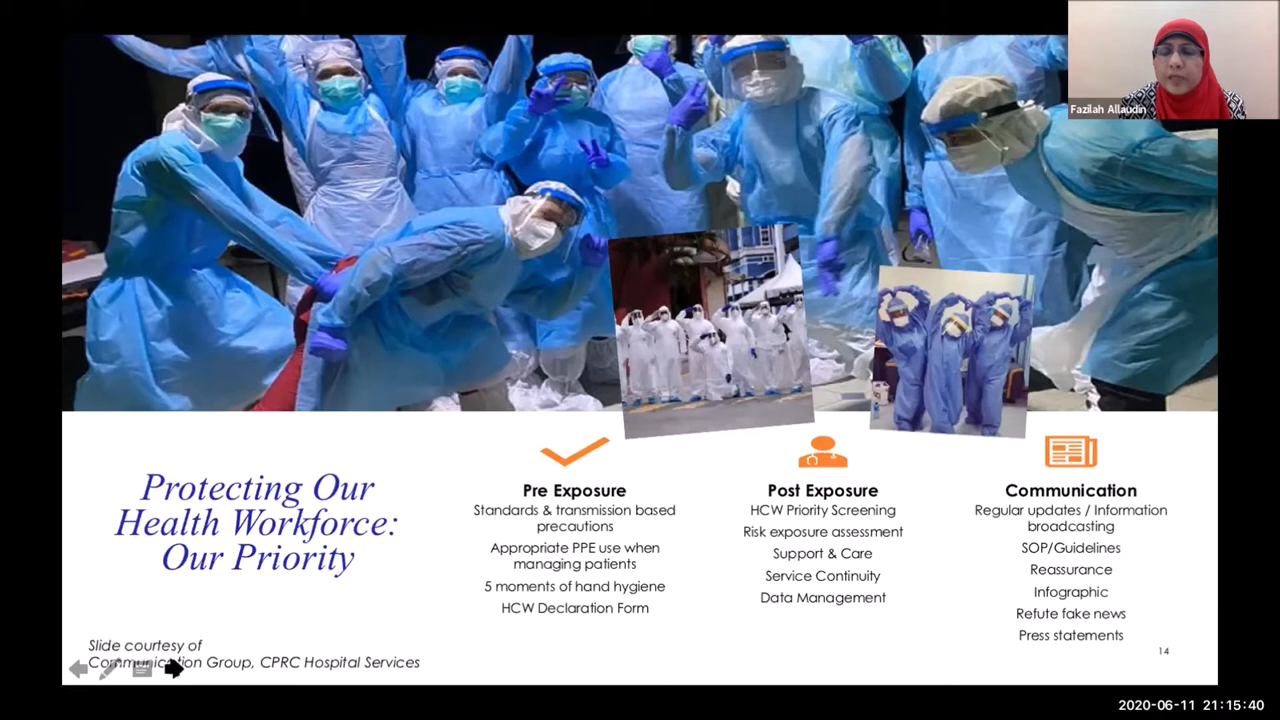 Fazilah Allaudin
Protecting Our
Health Workforce:
Our Priority
Pre Exposure
Standards & transmission based
precautions
Appropriate PPE use when
managing patients
5 moments of hand hygiene
HCW Declaration Form
Post Exposure
HCW Priority Screening
Risk exposure assessment
Support & Care
Service Continuity
Data Management
Communication
Regular updates / Information
broadcasting
SOP/Guidelines
Reassurance
Infographic
Refute fake news
Press statements
Slide courtesy of
Communication Group, CPRC Hospital Services
14
2020-06-11 21:15:40